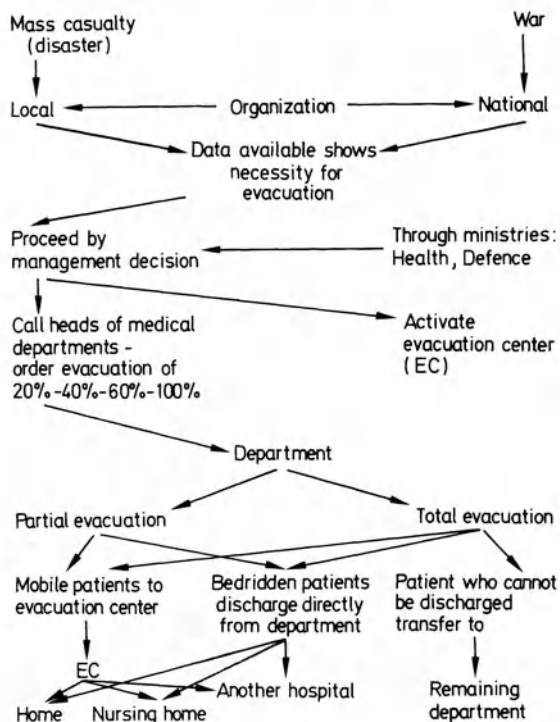 Mass casualty
(disaster)
War
Local
Organization
National
Data available shows
necessity for
evacuation
Proceed by
management decision
Through ministries:
Health, Defence
Call heads of medical
departments -
order evacuation of
20%-40%-60%-100%
Activate
evacuation center
(EC)
Department
Partial evacuation
Total evacuation
Mobile patients to
evacuation center
Bedridden patients
discharge directly
from department
Patient who cannot
be discharged
transfer to
EC
Home
Nursing home
Another hospital
Remaining
department